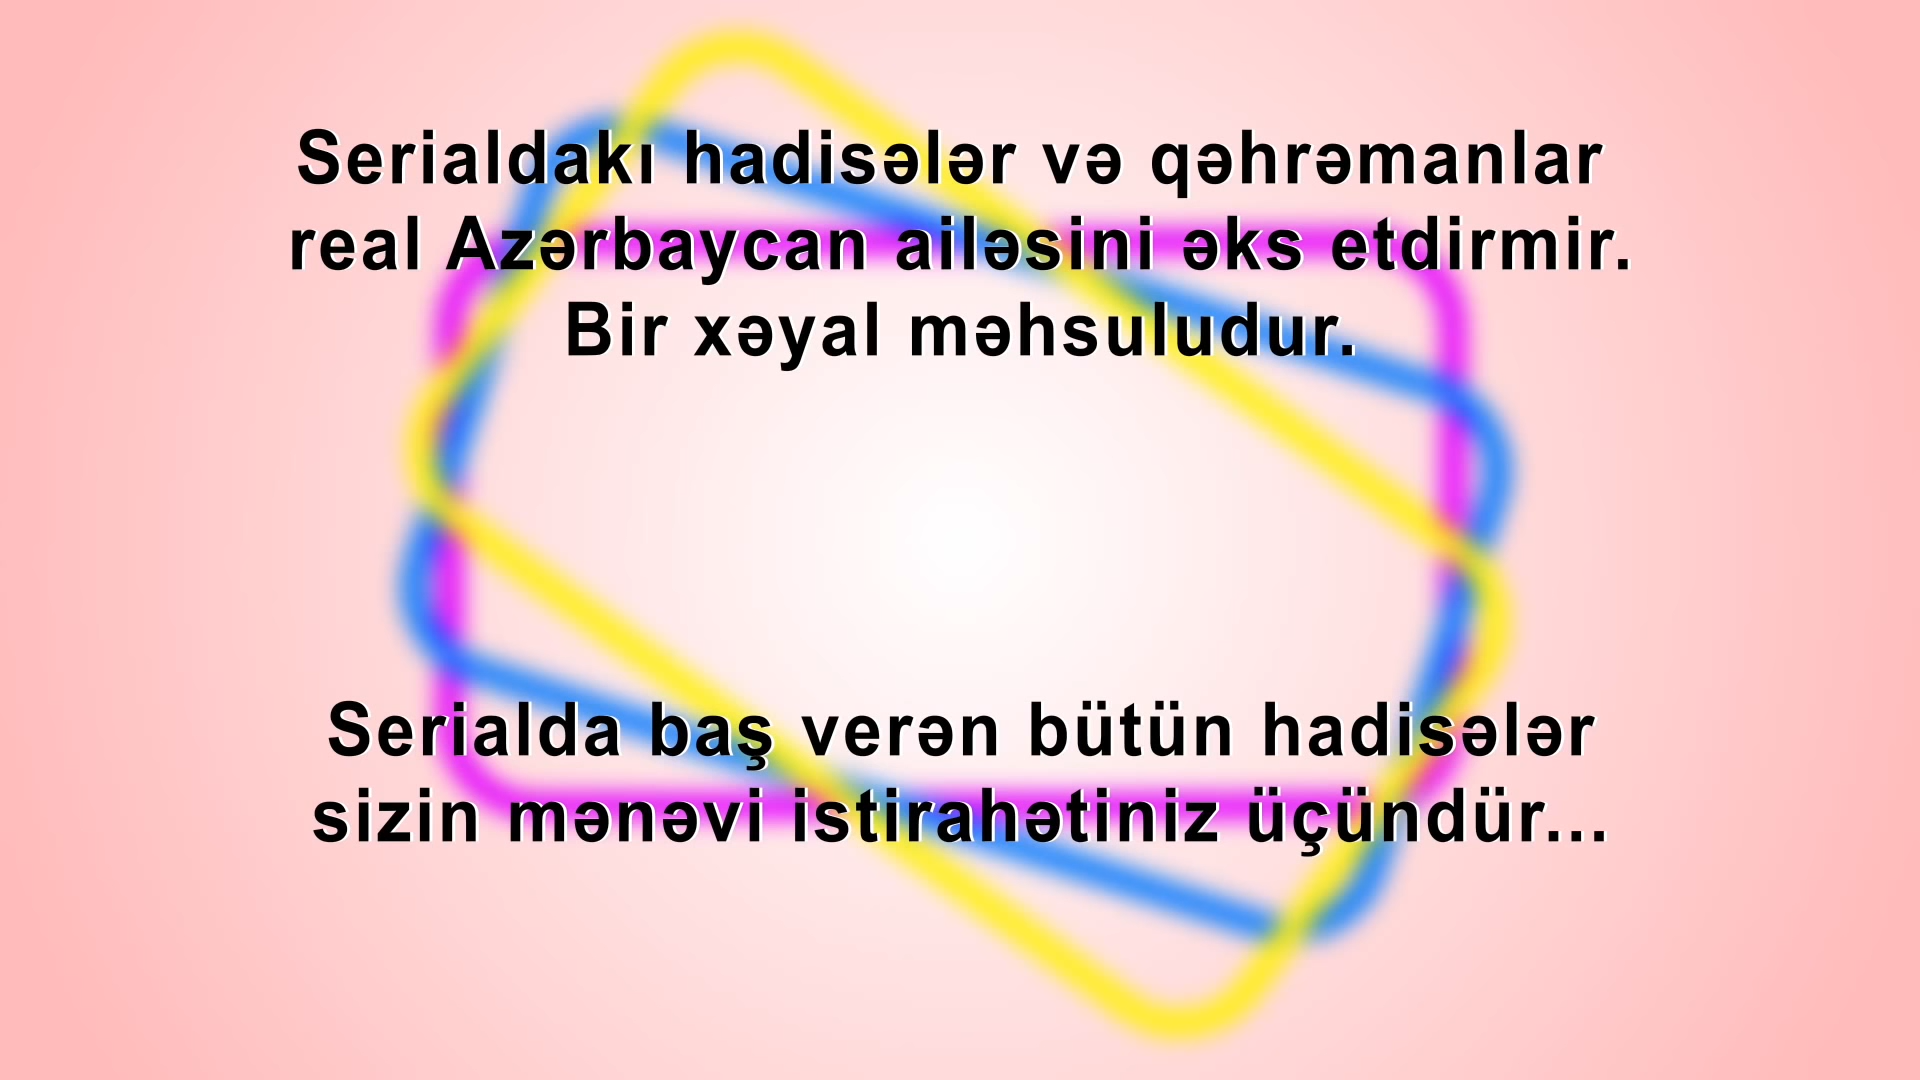 Serialdakı hadisələr və qəhrəmanlar
real Azərbaycan ailəsini əks etdirmir.
Bir xəyal məhsuludur.
Serialda baş verən bütün hadisələr
sizin mənəvi istirahətiniz üçündür...